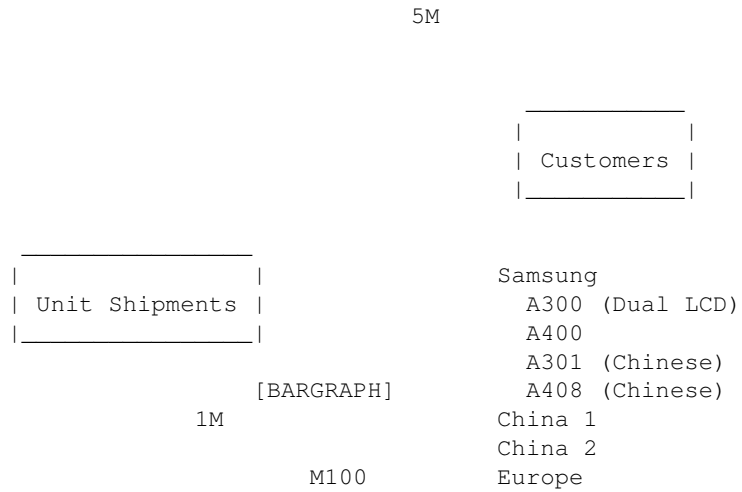 5M
Customers
Unit Shipments
Samsung
A300 (Dual LCD)
A400
A301 (Chinese)
[BARGRAPH] A408 (Chinese)
1M China 1
China 2
M100 Europe